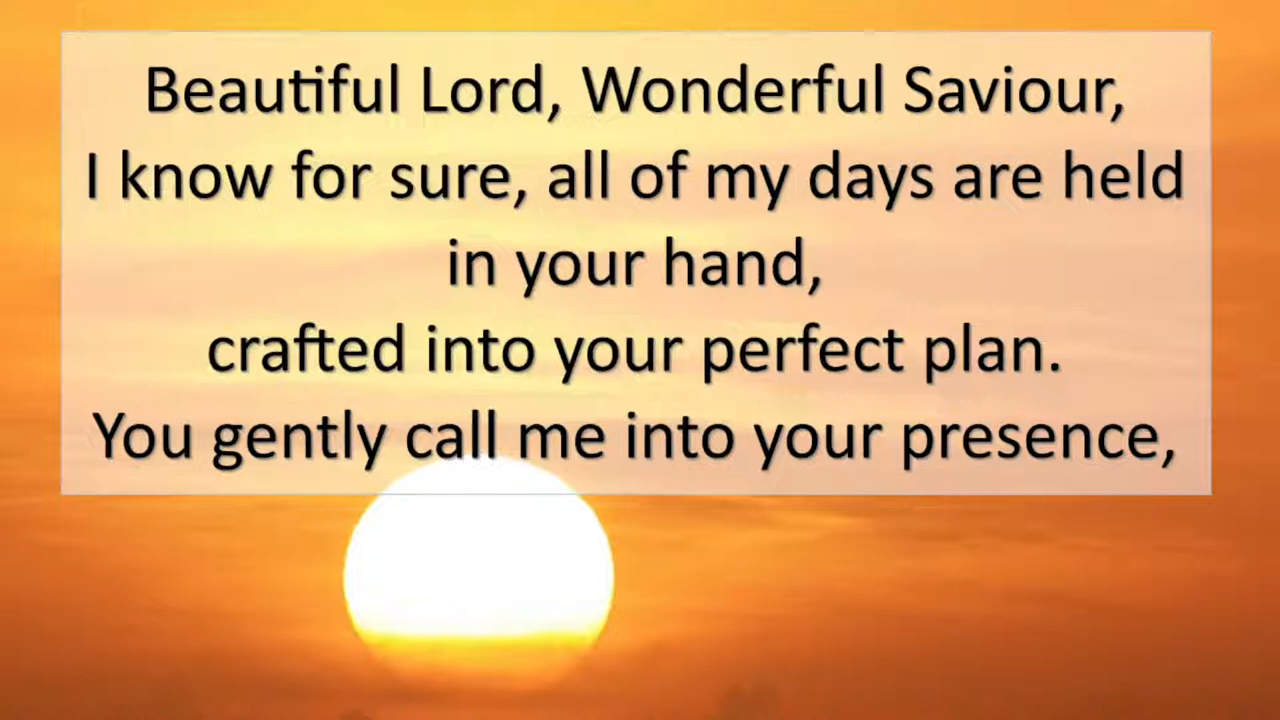 Beautiful Lord, Wonderful Saviour,
I know for sure, all of my days are held
in your hand,
crafted into your perfect plan.
You gently call me into your presence,